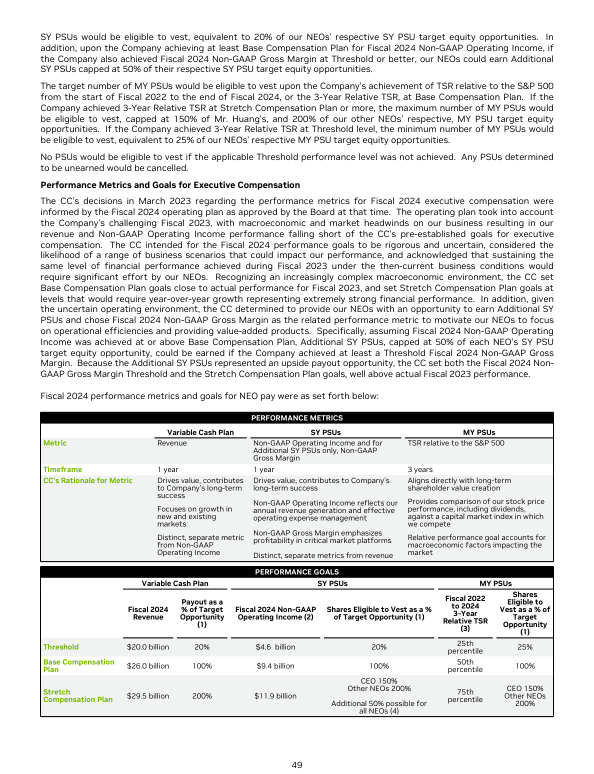 SY PSUs would be eligible to vest, equivalent to 20% of our NEOs' respective SY PSU target equity opportunities. In
addition, upon the Company achieving at least Base Compensation Plan for Fiscal 2024 Non-GAAP Operating Income, if
the Company also achieved Fiscal 2024 Non-GAAP Gross Margin at Threshold or better, our NEOs could earn Additional
SY PSUs capped at 50% of their respective SY PSU target equity opportunities.
The target number of MY PSUs would be eligible to vest upon the Company's achievement of TSR relative to the S&P 500
from the start of Fiscal 2022 to the end of Fiscal 2024, or the 3-Year Relative TSR, at Base Compensation Plan. If the
Company achieved 3-Year Relative TSR at Stretch Compensation Plan or more, the maximum number of MY PSUs would
be eligible to vest, capped at 150% of Mr. Huang's, and 200% of our other NEOs' respective, MY PSU target equity
opportunities. If the Company achieved 3-Year Relative TSR at Threshold level, the minimum number of MY PSUs would
be eligible to vest, equivalent to 25% of our NEOs' respective MY PSU target equity opportunities.
No PSUs would be eligible to vest if the applicable Threshold performance level was not achieved. Any PSUs determined
to be unearned would be cancelled.
Performance Metrics and Goals for Executive Compensation
The CC's decisions in March 2023 regarding the performance metrics for Fiscal 2024 executive compensation were
informed by the Fiscal 2024 operating plan as approved by the Board at that time. The operating plan took into account
the Company's challenging Fiscal 2023, with macroeconomic and market headwinds on our business resulting in our
revenue and Non-GAAP Operating Income performance falling short of the CC's pre-established goals for executive
compensation. The CC intended for the Fiscal 2024 performance goals to be rigorous and uncertain, considered the
likelihood of a range of business scenarios that could impact our performance, and acknowledged that sustaining the
same level of financial performance achieved during Fiscal 2023 under the then-current business conditions would
require significant effort by our NEOs. Recognizing an increasingly complex macroeconomic environment, the CC set
Base Compensation Plan goals close to actual performance for Fiscal 2023, and set Stretch Compensation Plan goals at
levels that would require year-over-year growth representing extremely strong financial performance. In addition, given
the uncertain operating environment, the CC determined to provide our NEOs with an opportunity to earn Additional SY
PSUs and chose Fiscal 2024 Non-GAAP Gross Margin as the related performance metric to motivate our NEOs to focus
on operational efficiencies and providing value-added products. Specifically, assuming Fiscal 2024 Non-GAAP Operating
Income was achieved at or above Base Compensation Plan, Additional SY PSUs, capped at 50% of each NEO's SY PSU
target equity opportunity, could be earned if the Company achieved at least a Threshold Fiscal 2024 Non-GAAP Gross
Margin. Because the Additional SY PSUs represented an upside payout opportunity, the CC set both the Fiscal 2024 Non-
GAAP Gross Margin Threshold and the Stretch Compensation Plan goals, well above actual Fiscal 2023 performance.
Fiscal 2024 performance metrics and goals for NEO pay were as set forth below:
PERFORMANCE METRICS
Variable Cash Plan SY PSUs MY PSUs
Metric Revenue Non-GAAP Operating Income and for TSR relative to the S&P 500
Additional SY PSUs only, Non-GAAP
Gross Margin
Timeframe 1 year 1 year 3 years
CC's Rationale for Metric Drives value, contributes Drives value, contributes to Company's Aligns directly with long-term
to Company's long-term long-term success shareholder value creation
success
Non-GAAP Operating Income reflects our Provides comparison of our stock price
Focuses on growth in annual revenue generation and effective performance, including dividends,
new and existing operating expense management against a capital market index in which
markets we compete
Non-GAAP Gross Margin emphasizes
Distinct, separate metric profitability in critical market platforms Relative performance goal accounts for
from Non-GAAP macroeconomic factors impacting the
Operating Income Distinct, separate metrics from revenue market
PERFORMANCE GOALS
Variable Cash Plan SY PSUs MY PSUs
Fiscal 2024
Revenue
Payout as a
% of Target
Opportunity
(1)
Fiscal 2024 Non-GAAP
Operating Income (2)
Shares Eligible to Vest as a %
of Target Opportunity (1)
Fiscal 2022
to 2024
3-Year
Relative TSR
(3)
Shares
Eligible to
Vest as a
% of
Target
Opportunity
(1)
Threshold $20.0 billion 20% $4.6 billion 20% 25th
percentile 25%
Base Compensation
Plan $26.0 billion 100% $9.4 billion 100% 50th
percentile 100%
Stretch
Compensation Plan $29.5 billion 200% $11.9 billion
CEO 150%
Other NEOs 200%
Additional 50% possible for
all NEOs (4)
75th
percentile
CEO 150%
Other NEOs
200%
49